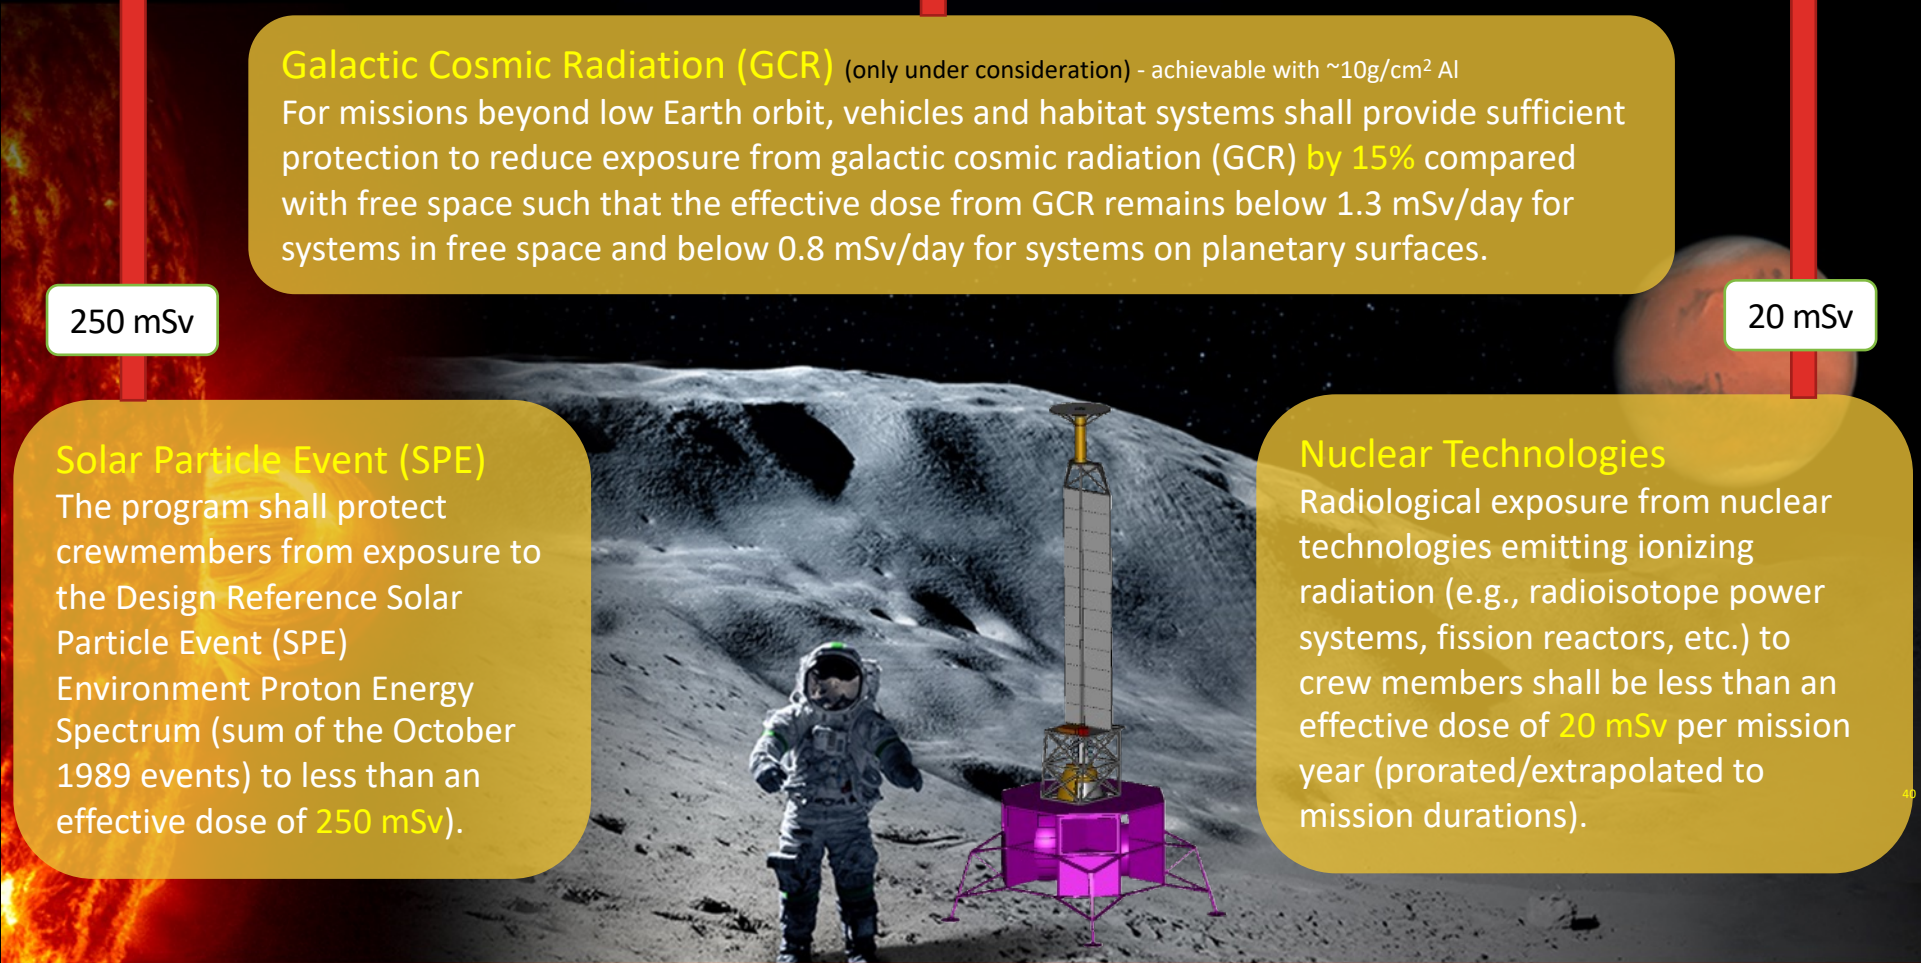 Galactic Cosmic Radiation (GCR) (only under consideration) - achievable with ~10g/cm² Al
For missions beyond low Earth orbit, vehicles and habitat systems shall provide sufficient
protection to reduce exposure from galactic cosmic radiation (GCR) by 15% compared
with free space such that the effective dose from GCR remains below 1.3 mSv/day for
systems in free space and below 0.8 mSv/day for systems on planetary surfaces.
250 mSv
20 mSv
Solar Particle Event (SPE)
The program shall protect
crewmembers from exposure to
the Design Reference Solar
Particle Event (SPE)
Environment Proton Energy
Spectrum (sum of the October
1989 events) to less than an
effective dose of 250 mSv).
Nuclear Technologies
Radiological exposure from nuclear
technologies emitting ionizing
radiation (e.g., radioisotope power
systems, fission reactors, etc.) to
crew members shall be less than an
effective dose of 20 mSv per mission
year (prorated/extrapolated to
mission durations).
40